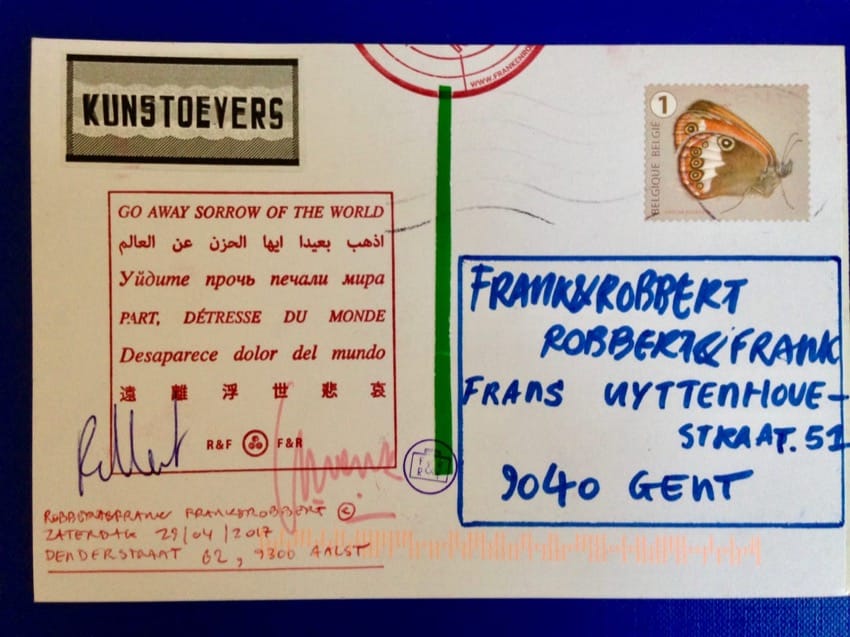 KUNSTOEVERS
WWW.FRANKENRO
1
BELGIQUE BELGIË
GO AWAY SORROW OF THE WORLD
اذهب بعيدا ايها الحزن عن العالم
Уйдите прочь печали мира
PART, DÉTRESSE DU MONDE
Desaparece dolor del mundo
遠離浮世悲哀
R&F F&R
FRANK&ROBBERT
ROBBERT&FRANK
FRANS UYTTENHOVE-
STRAAT. 51
9040 GENT
ROBBERT&FRANK FRANK&ROBBERT
ZATERDAG 29/04/2017
DENDERSTRAAT 62, 9300 AALST